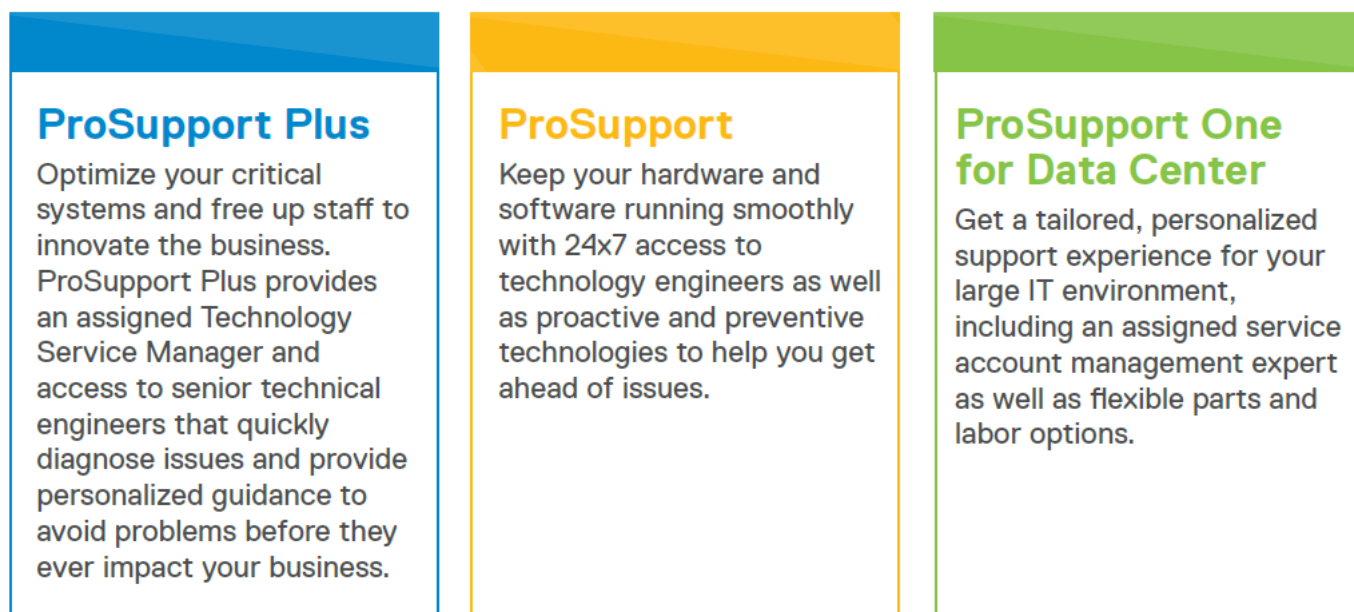 ProSupport Plus
Optimize your critical
systems and free up staff to
innovate the business.
ProSupport Plus provides
an assigned Technology
Service Manager and
access to senior technical
engineers that quickly
diagnose issues and provide
personalized guidance to
avoid problems before they
ever impact your business.
ProSupport
Keep your hardware and
software running smoothly
with 24x7 access to
technology engineers as well
as proactive and preventive
technologies to help you get
ahead of issues.
ProSupport One
for Data Center
Get a tailored, personalized
support experience for your
large IT environment,
including an assigned service
account management expert
as well as flexible parts and
labor options.